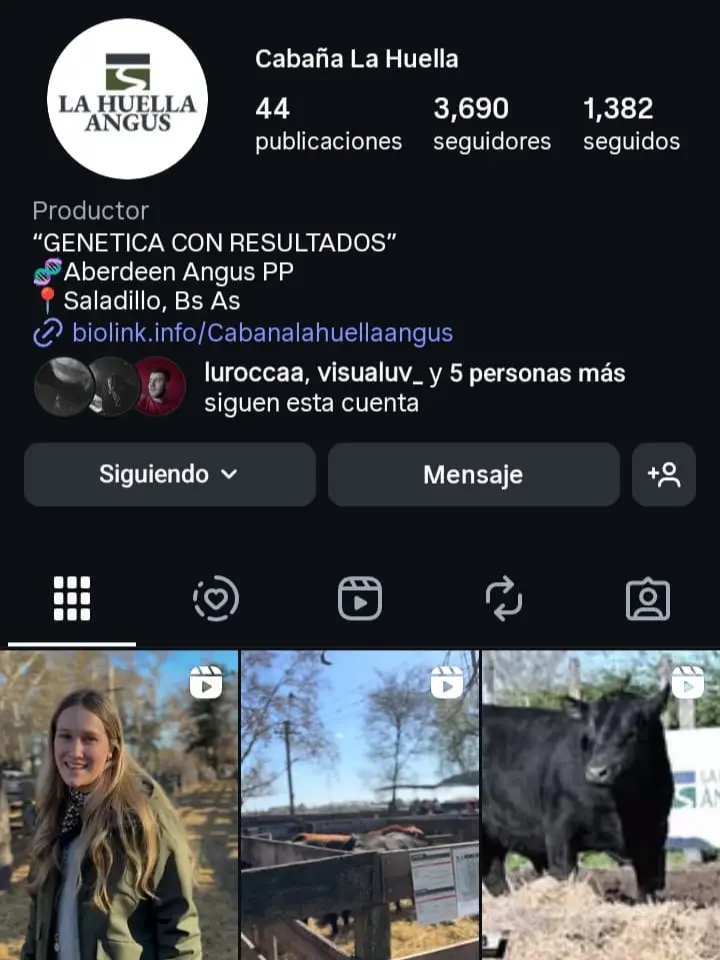 LA HUELLA
ANGUS
Cabaña La Huella
44
publicaciones
3,690
seguidores
1,382
seguidos
Productor
“GENETICA CON RESULTADOS”
🧬Aberdeen Angus PP
📍Saladillo, Bs As
biolink.info/Cabanalahuellaangus
luroccaa, visualuv_ y 5 personas más
siguen esta cuenta
Siguiendo
Mensaje